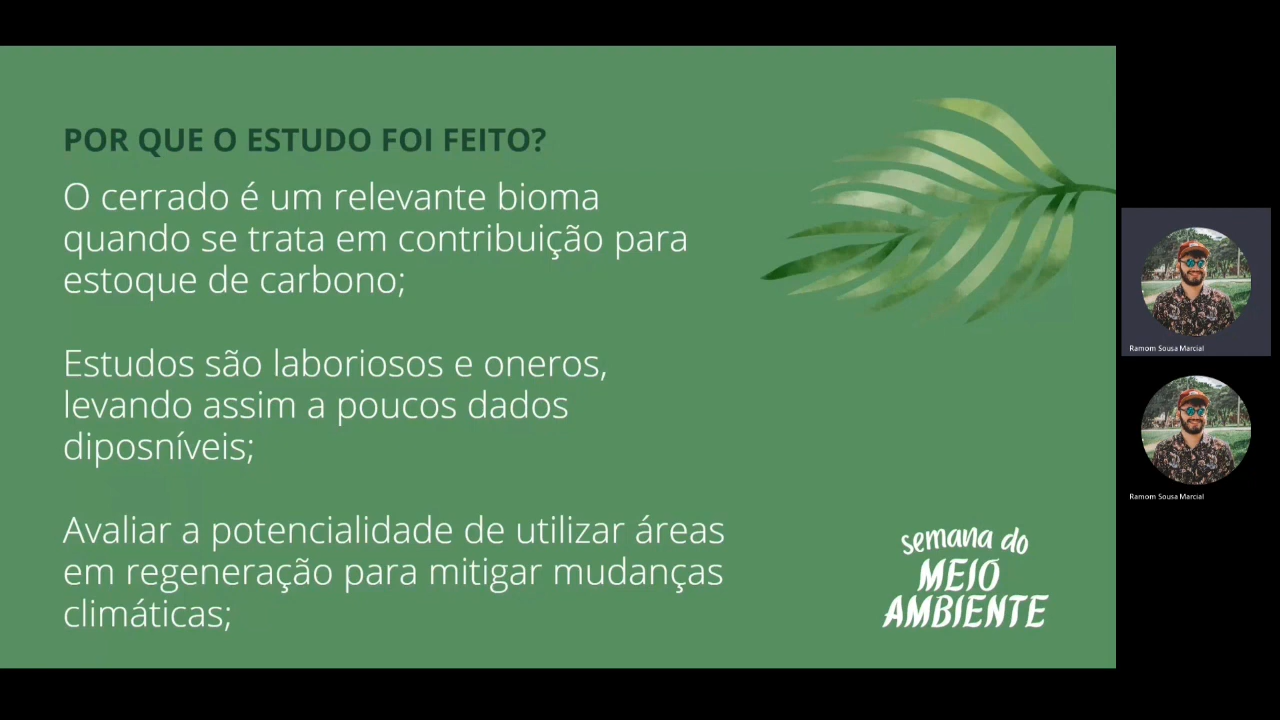 POR QUE O ESTUDO FOI FEITO?
O cerrado é um relevante bioma
quando se trata em contribuição para
estoque de carbono;
Estudos são laboriosos e oneros,
levando assim a poucos dados
diposníveis;
Avaliar a potencialidade de utilizar áreas
em regeneração para mitigar mudanças
climáticas;
semana do
MEIO
AMBIENTE
Ramom Sousa Marcial
Ramom Sousa Marcial